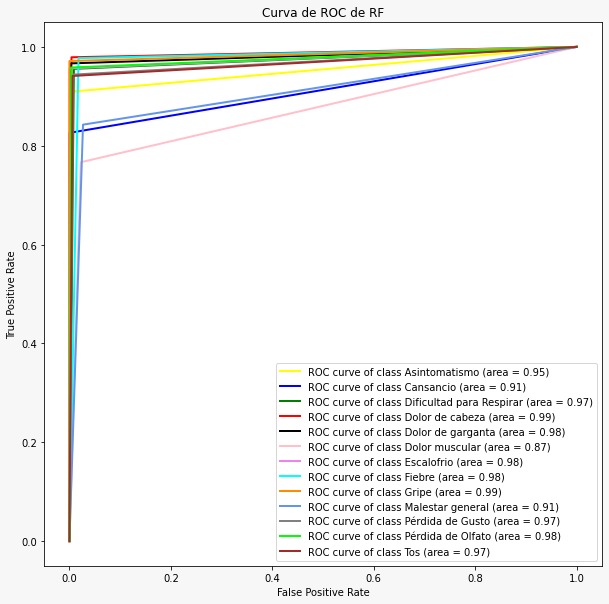 Curva de ROC de RF
1.0
0.8
0.6
0.4
0.2
0.0
True Positive Rate
ROC curve of class Asintomatismo (area = 0.95)
ROC curve of class Cansancio (area = 0.91)
ROC curve of class Dificultad para Respirar (area = 0.97)
ROC curve of class Dolor de cabeza (area = 0.99)
ROC curve of class Dolor de garganta (area = 0.98)
ROC curve of class Dolor muscular (area = 0.87)
ROC curve of class Escalofrio (area = 0.98)
ROC curve of class Fiebre (area = 0.98)
ROC curve of class Gripe (area = 0.99)
ROC curve of class Malestar general (area = 0.91)
ROC curve of class Pérdida de Gusto (area = 0.97)
ROC curve of class Pérdida de Olfato (area = 0.98)
ROC curve of class Tos (area = 0.97)
0.0 0.2 0.4 0.6 0.8 1.0
False Positive Rate